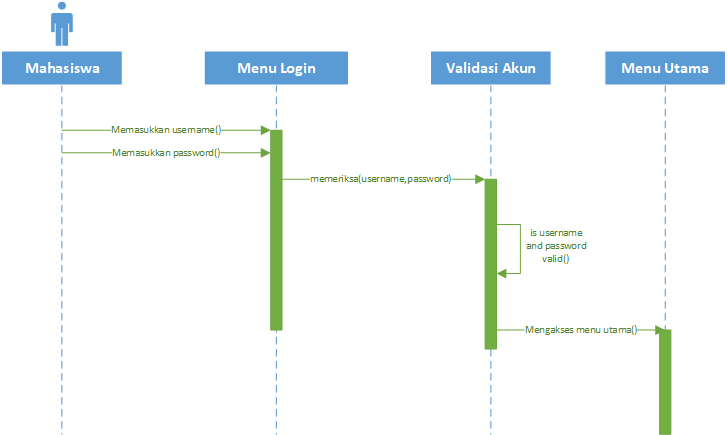 Mahasiswa
Menu Login
Validasi Akun
Menu Utama
Memasukkan username()
Memasukkan password()
memeriksa(username,password)
is username
and password
valid()
Mengakses menu utama()